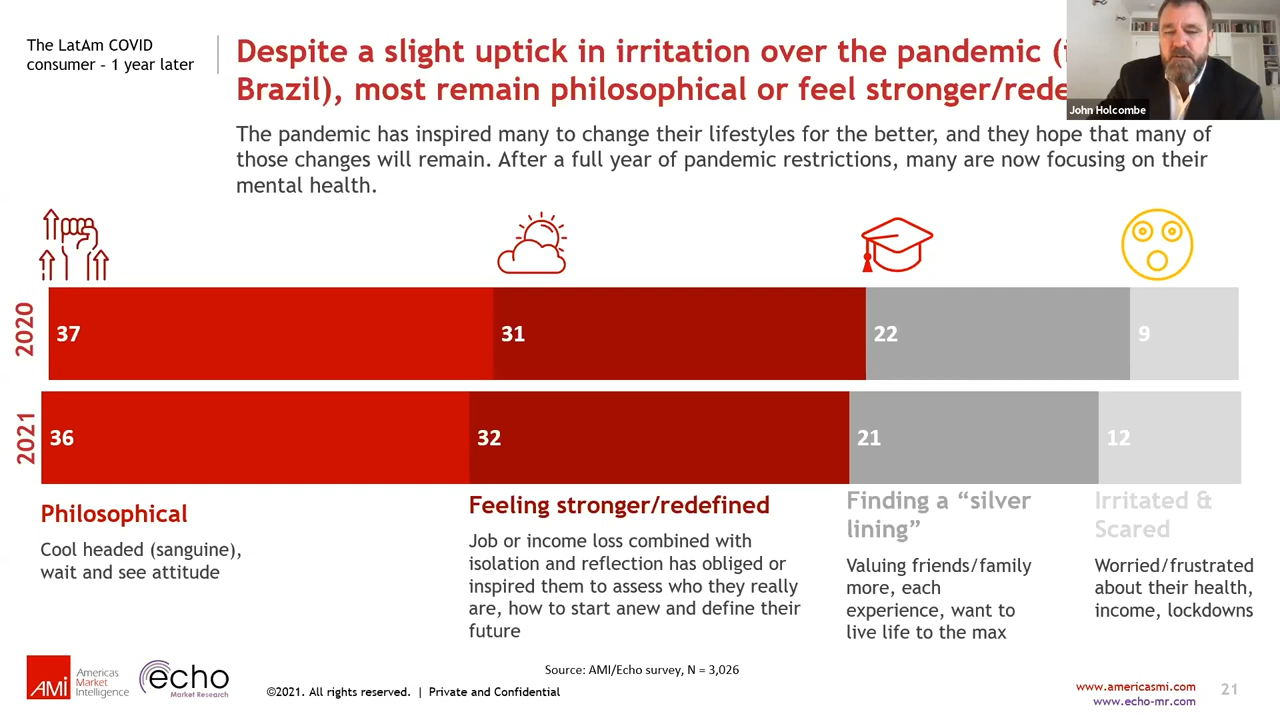 The LatAm COVID
consumer – 1 year later
Despite a slight uptick in irritation over the pandemic (
Brazil), most remain philosophical or feel stronger/rede
John Holcombe
The pandemic has inspired many to change their lifestyles for the better, and they hope that many of
those changes will remain. After a full year of pandemic restrictions, many are now focusing on their
mental health.
2020
37
31
22
9
2021
36
32
21
12
Philosophical
Cool headed (sanguine),
wait and see attitude
Feeling stronger/redefined
Job or income loss combined with
isolation and reflection has obliged or
inspired them to assess who they really
are, how to start anew and define their
future
Finding a “silver
lining”
Valuing friends/family
more, each
experience, want to
live life to the max
Irritated &
Scared
Worried/frustrated
about their health,
income, lockdowns
AMI
Americas
Market
Intelligence
echo
Market Research
©2021. All rights reserved. | Private and Confidential
Source: AMI/Echo survey, N = 3,026
www.americasmi.com
www.echo-mr.com
21